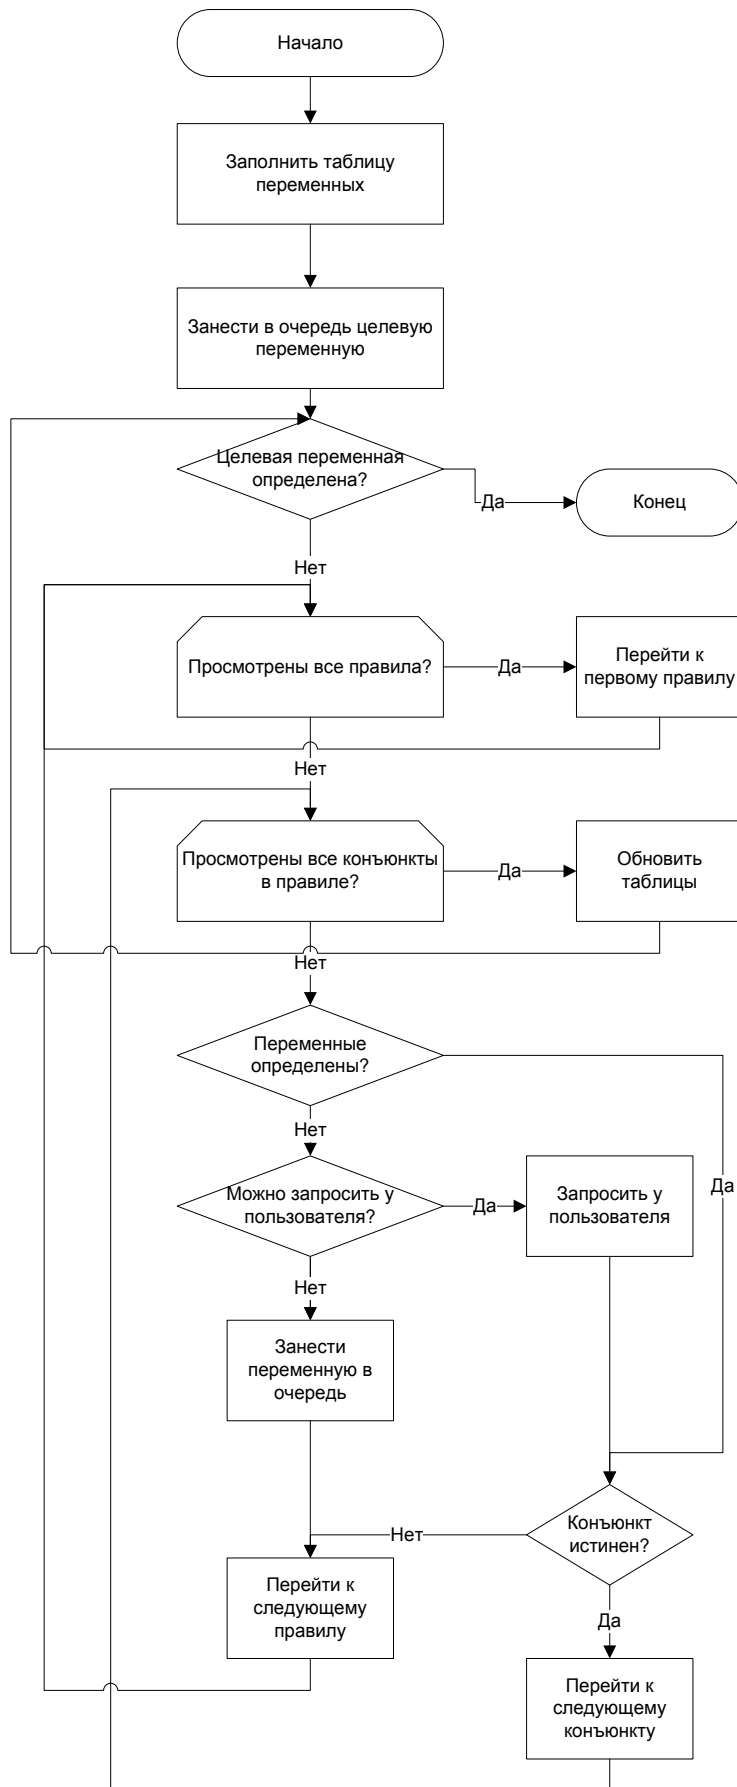 Начало
Заполнить таблицу
переменных
Занести в очередь целевую
переменную
Целевая переменная
определена?
Да
Конец
Нет
Просмотрены все правила?
Да
Перейти к
первому правилу
Нет
Просмотрены все конъюнкты
в правиле?
Да
Обновить
таблицы
Нет
Переменные
определены?
Нет
Да
Можно запросить у
пользователя?
Да
Запросить у
пользователя
Нет
Занести
переменную в
очередь
Конъюнкт
истинен?
Нет
Перейти к
следующему
правилу
Да
Перейти к
следующему
конъюнкту